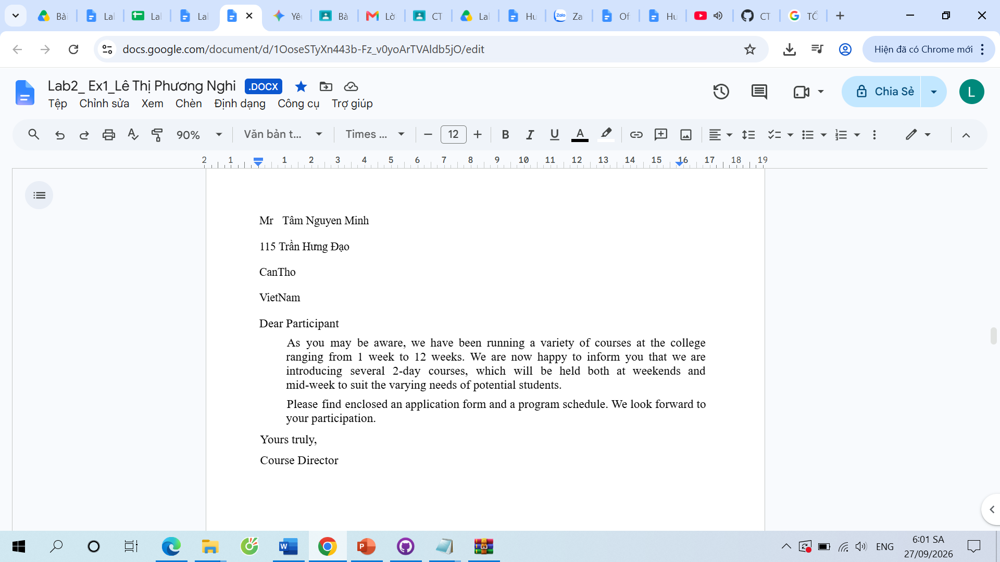 Bài
Lal
Lal
Lal
Yêu
Bà
Lờ
CT
Lal
Hu
Za
Of
Hu
CT
TỔ
docs.google.com/document/d/1OoseSTyXn443b-Fz_v0yoArTVAldb5jO/edit
Hiện đã có Chrome mới
Lab2_ Ex1_Lê Thị Phương Nghi .DOCX
Tệp Chỉnh sửa Xem Chèn Định dạng Công cụ Trợ giúp
Chia Sẻ
L
90% Văn bản t... Times ... 12
2 1 1 2 3 4 5 6 7 8 9 10 11 12 13 14 15 16 17 18 19
Mr Tâm Nguyen Minh
115 Trần Hưng Đạo
CanTho
VietNam
Dear Participant
As you may be aware, we have been running a variety of courses at the college
ranging from 1 week to 12 weeks. We are now happy to inform you that we are
introducing several 2-day courses, which will be held both at weekends and
mid-week to suit the varying needs of potential students.
Please find enclosed an application form and a program schedule. We look forward to
your participation.
Yours truly,
Course Director
ENG
6:01 SA
27/09/2026